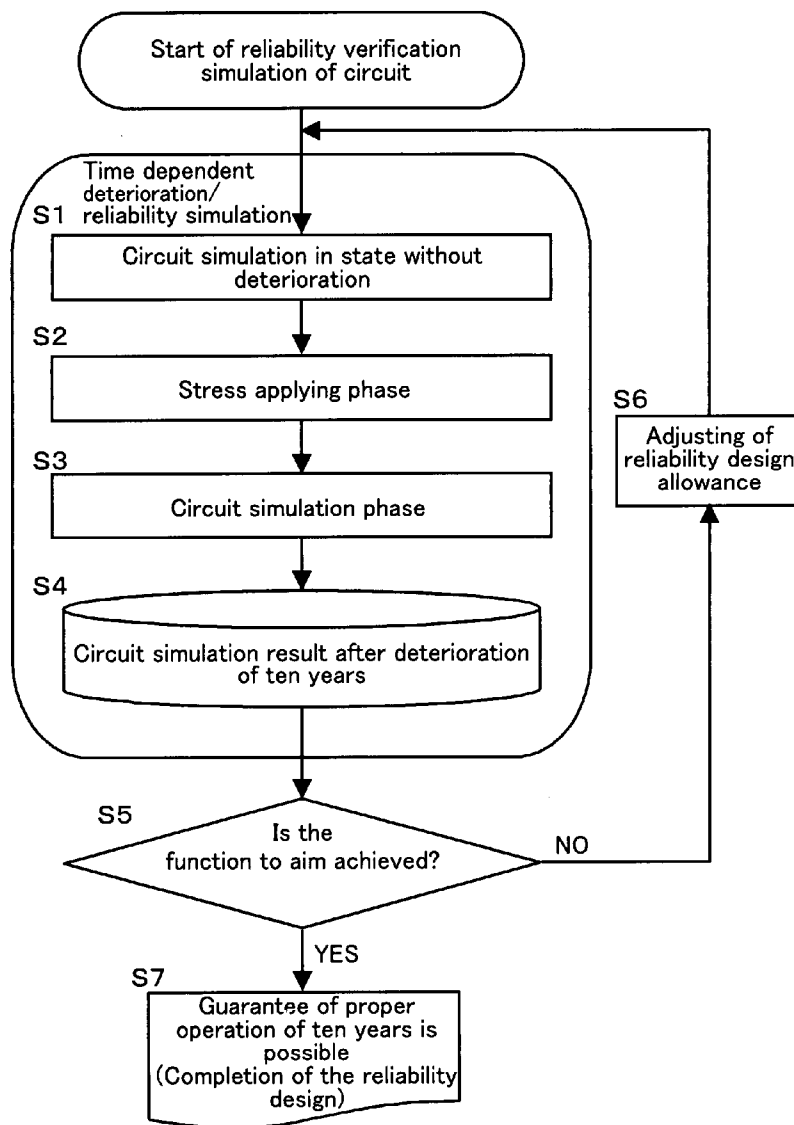 Start of reliability verification
simulation of circuit
Time dependent
deterioration/
reliability simulation
S1
Circuit simulation in state without
deterioration
S2
Stress applying phase
S3
Circuit simulation phase
S4
Circuit simulation result after deterioration
of ten years
S5
Is the
function to aim achieved?
NO
S6
Adjusting of
reliability design
allowance
YES
S7
Guarantee of proper
operation of ten years is
possible
(Completion of the reliability
design)